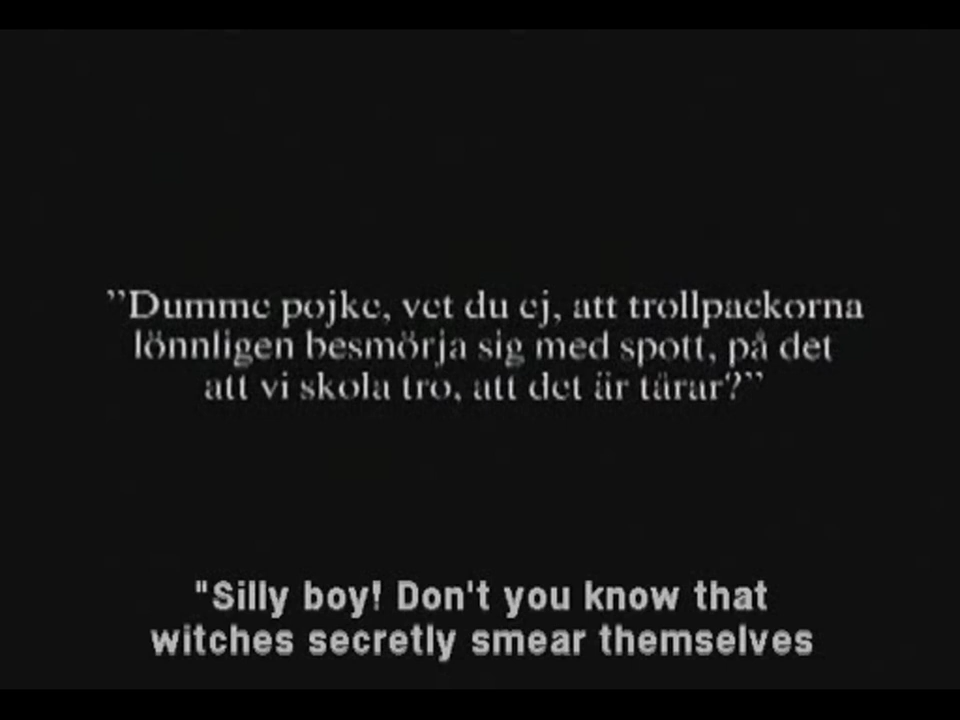 ”Dumme pojke, vet du ej, att trollpackorna
lönnligen besmörja sig med spott, på det
att vi skola tro, att det är tårar?”
"Silly boy! Don't you know that
witches secretly smear themselves